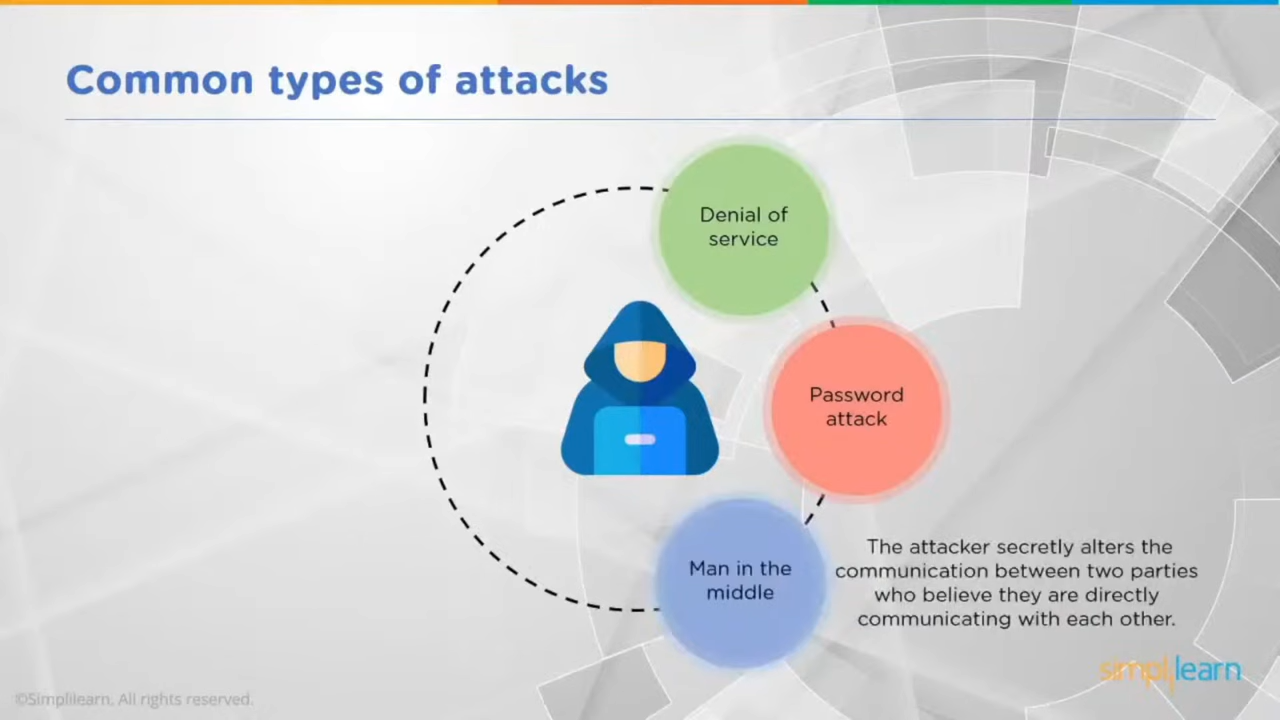 Common types of attacks
Denial of
service
Password
attack
Man in the
middle
The attacker secretly alters the
communication between two parties
who believe they are directly
communicating with each other.
simplilearn
©Simplilearn. All rights reserved.